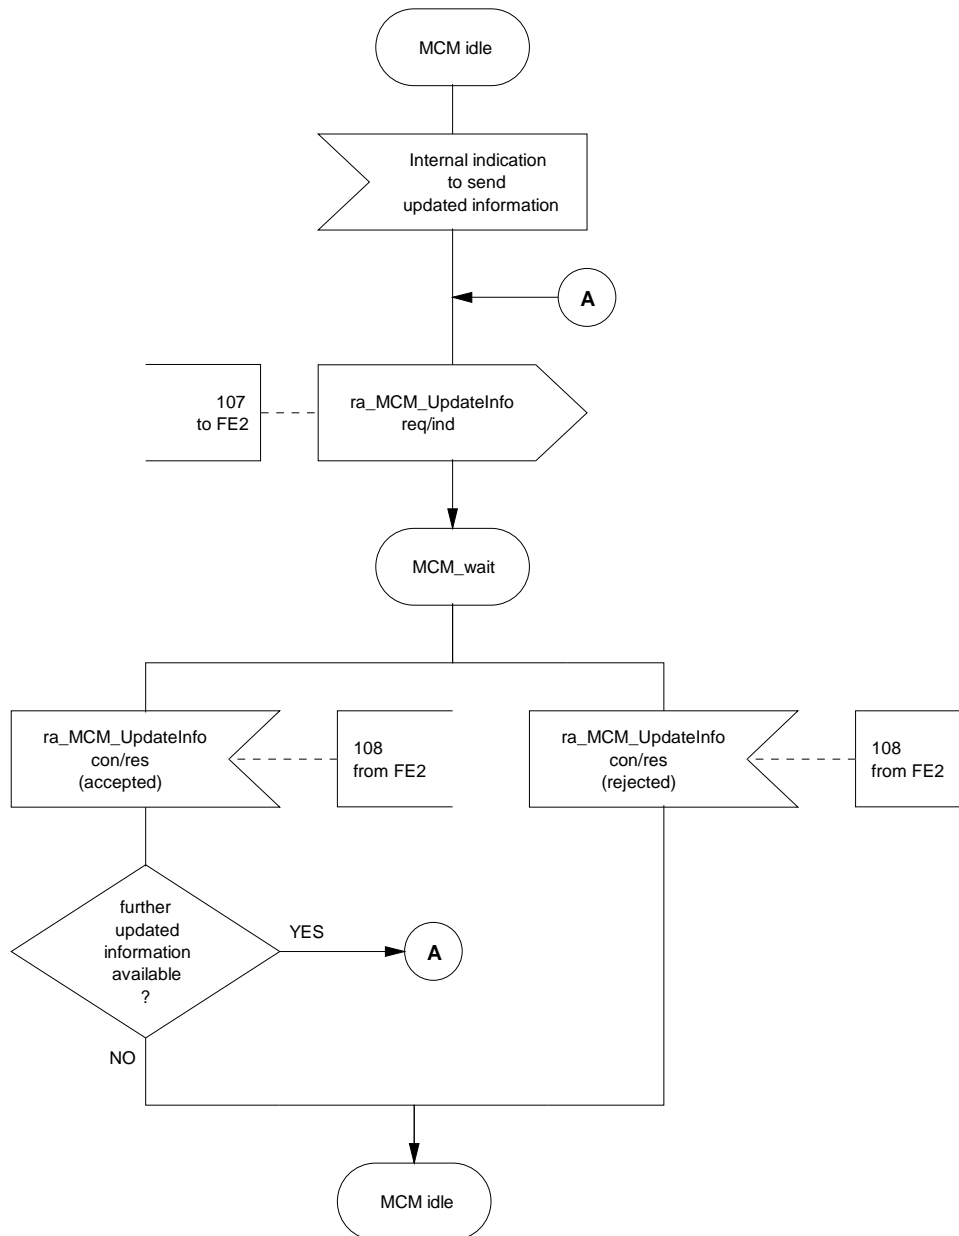 MCM idle
Internal indication
to send
updated information
A
107
to FE2
ra_MCM_UpdateInfo
req/ind
MCM_wait
ra_MCM_UpdateInfo
con/res
(accepted)
108
from FE2
ra_MCM_UpdateInfo
con/res
(rejected)
108
from FE2
further
updated
information
available
?
YES
A
NO
MCM idle